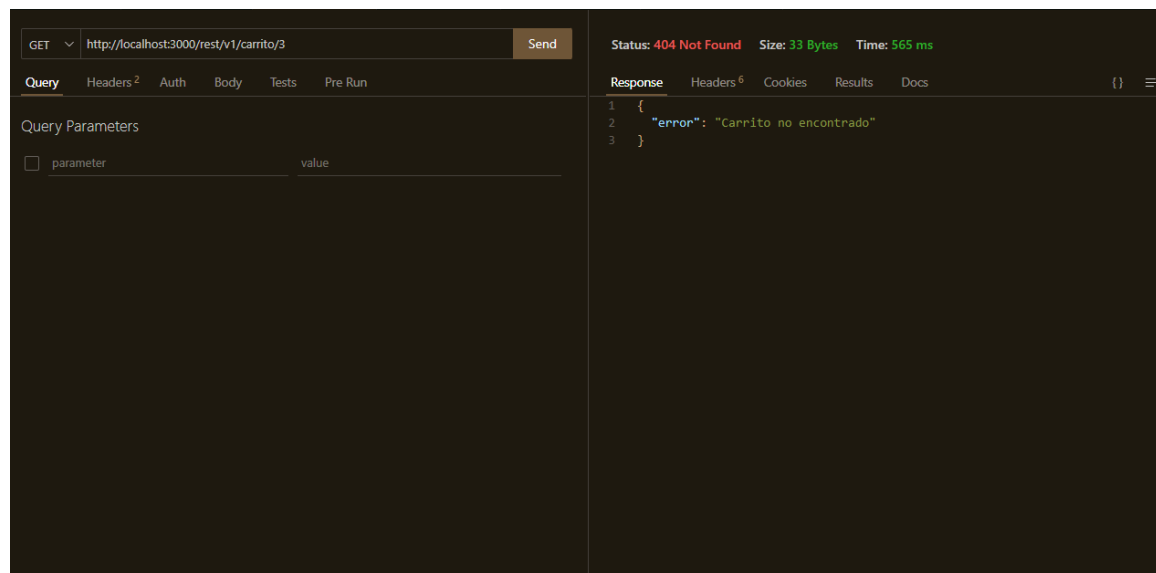 GET http://localhost:3000/rest/v1/carrito/3 Send
Query Headers 2 Auth Body Tests Pre Run
Query Parameters
parameter value
Status: 404 Not Found Size: 33 Bytes Time: 565 ms
Response Headers 6 Cookies Results Docs {}
1 {
2 "error": "Carrito no encontrado"
3 }